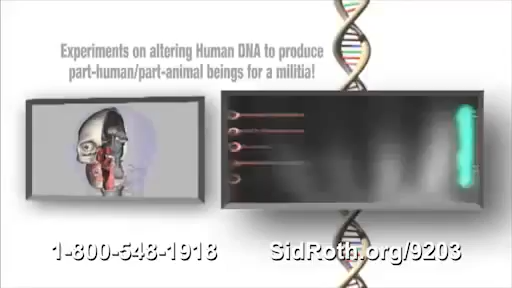 Experiments on altering Human DNA to produce
part-human/part-animal beings for a militia!
1-800-548-1918
SidRoth.org/9203